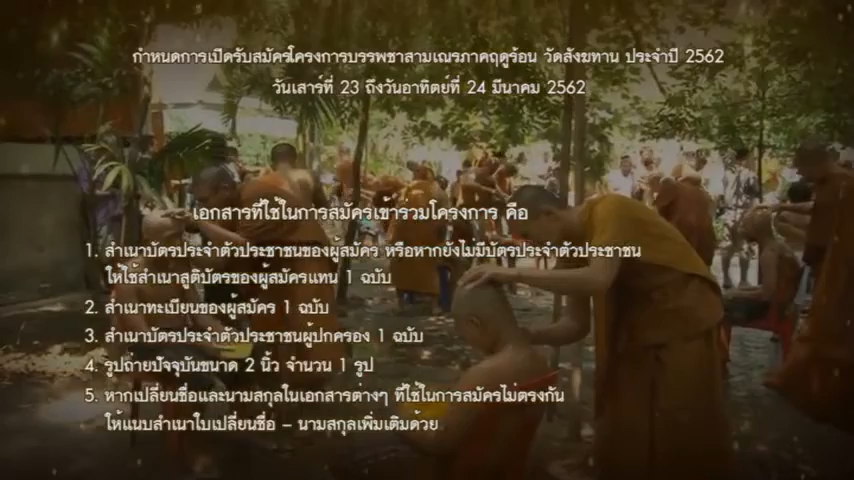 กำหนดการเปิดรับสมัครโครงการบรรพชาสามเณรภาคฤดูร้อน วัดสังฆทาน ประจำปี 2562
วันเสาร์ที่ 23 ถึงวันอาทิตย์ที่ 24 มีนาคม 2562
เอกสารที่ใช้ในการสมัครเข้าร่วมโครงการ คือ
1. สำเนาบัตรประจำตัวประชาชนของผู้สมัคร หรือหากยังไม่มีบัตรประจำตัวประชาชน
ให้ใช้สำเนาสูติบัตรของผู้สมัครแทน 1 ฉบับ
2. สำเนาทะเบียนของผู้สมัคร 1 ฉบับ
3. สำเนาบัตรประจำตัวประชาชนผู้ปกครอง 1 ฉบับ
4. รูปถ่ายปัจจุบันขนาด 2 นิ้ว จำนวน 1 รูป
5. หากเปลี่ยนชื่อและนามสกุลในเอกสารต่างๆ ที่ใช้ในการสมัครไม่ตรงกัน
ให้แนบสำเนาใบเปลี่ยนชื่อ – นามสกุลเพิ่มเติมด้วย